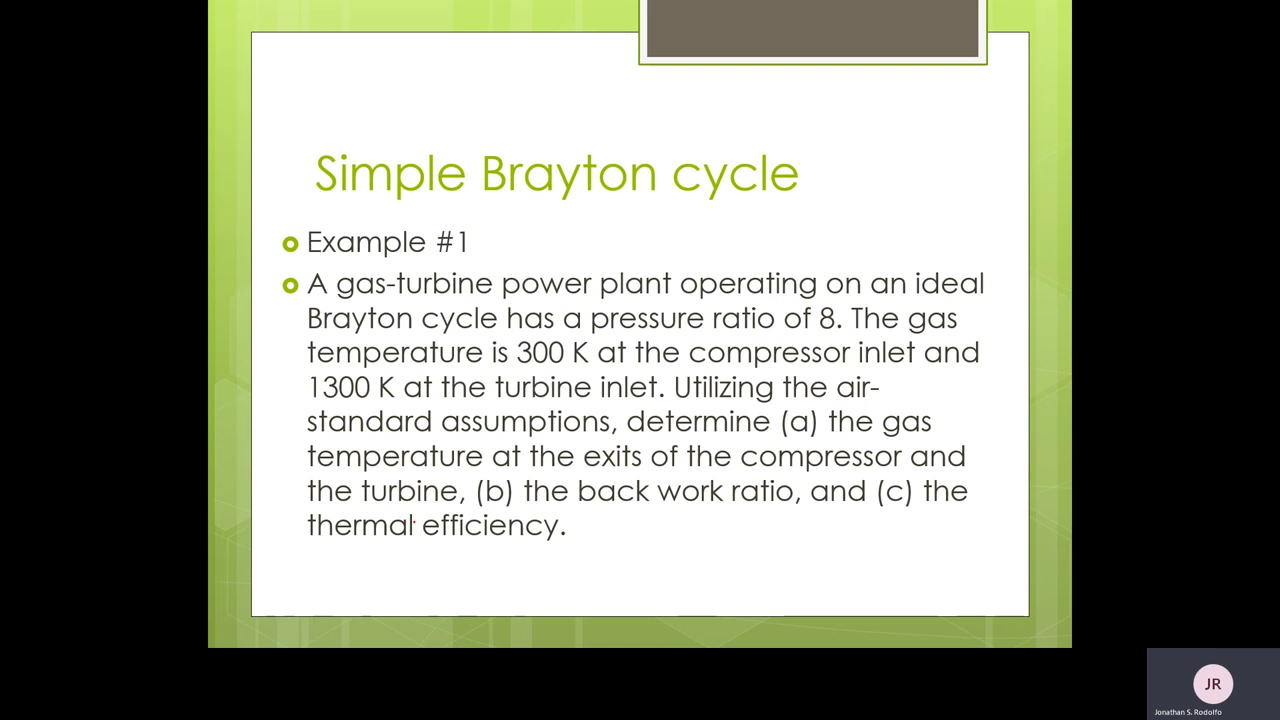 Simple Brayton cycle
Example #1
A gas-turbine power plant operating on an ideal
Brayton cycle has a pressure ratio of 8. The gas
temperature is 300 K at the compressor inlet and
1300 K at the turbine inlet. Utilizing the air-
standard assumptions, determine (a) the gas
temperature at the exits of the compressor and
the turbine, (b) the back work ratio, and (c) the
thermal efficiency.
JR
Jonathan S. Rodolfo